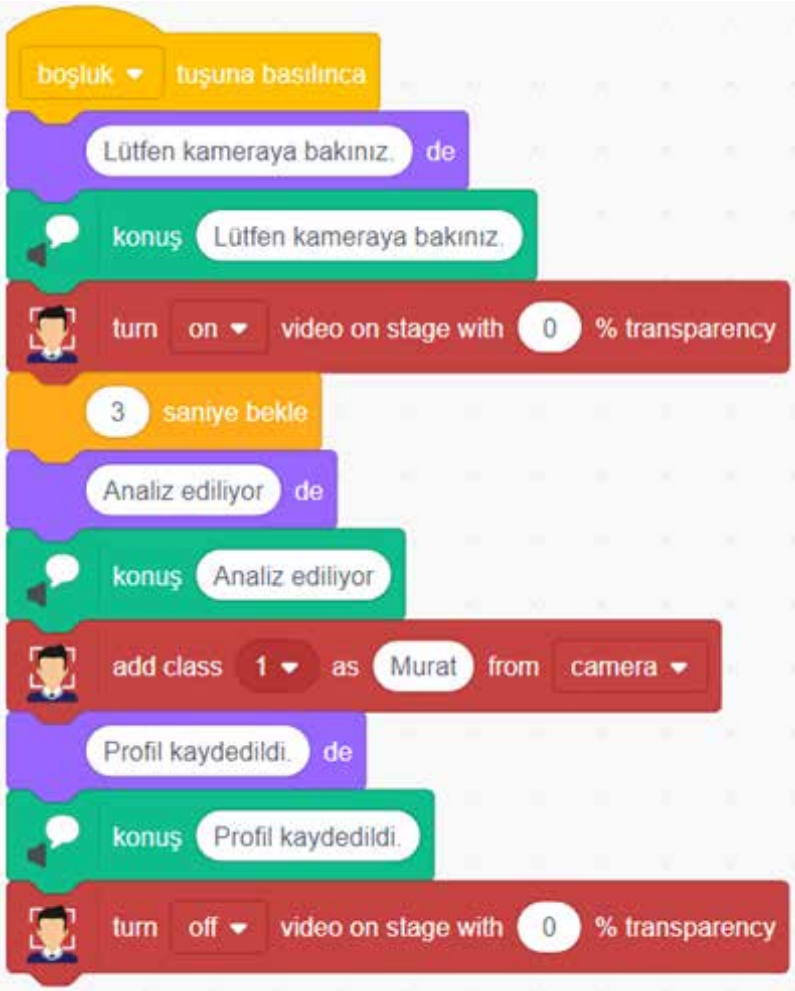 boşluk tuşuna basılınca
Lütfen kameraya bakınız. de
konuş Lütfen kameraya bakınız.
turn on video on stage with 0 % transparency
3 saniye bekle
Analiz ediliyor de
konuş Analiz ediliyor
add class 1 as Murat from camera
Profil kaydedildi. de
konuş Profil kaydedildi.
turn off video on stage with 0 % transparency